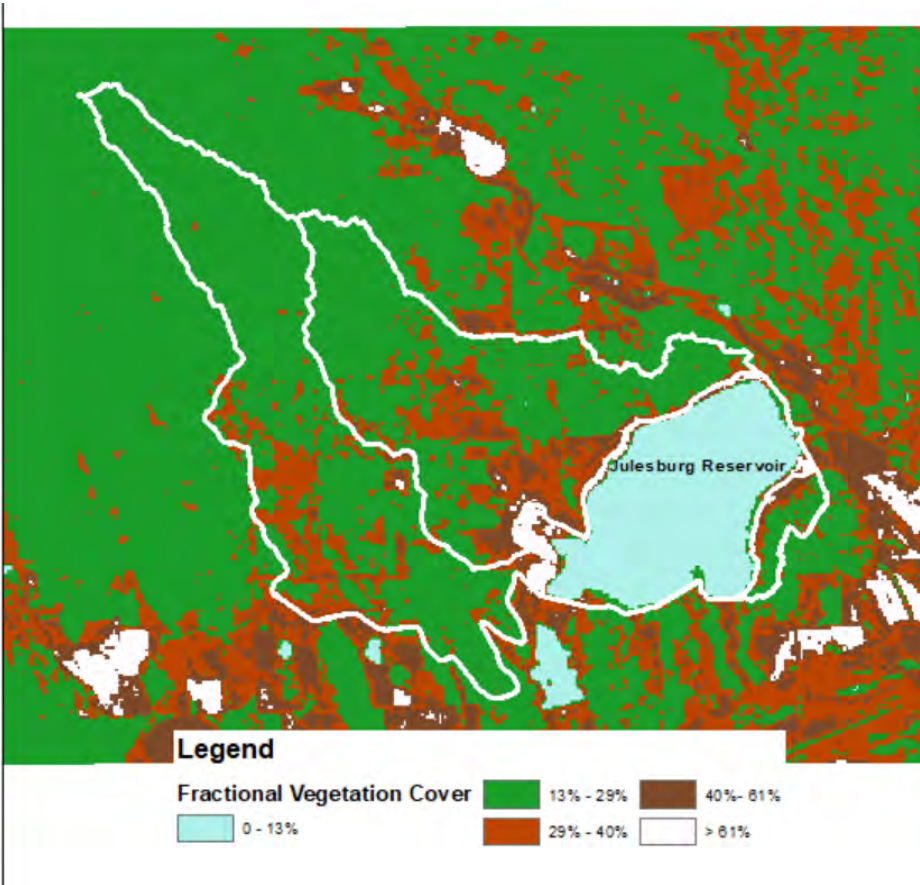 Julesburg Reservoir
Legend
Fractional Vegetation Cover
0 - 13%
13% - 29%
29% - 40%
40%- 61%
> 61%